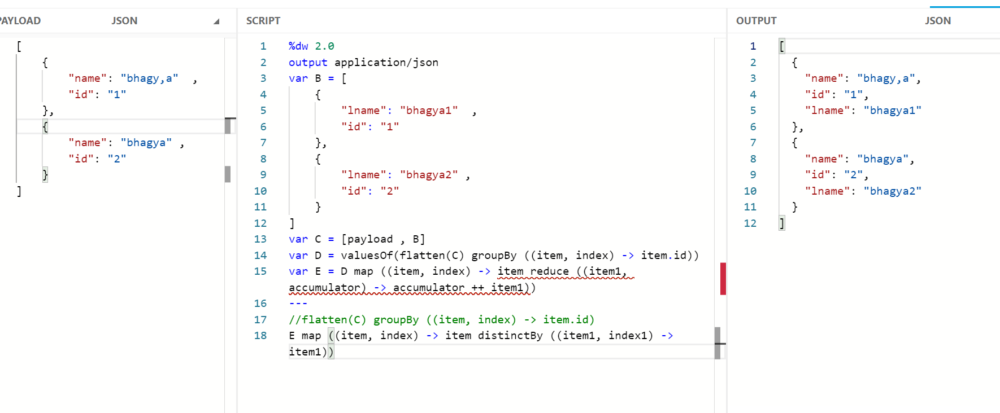 PAYLOAD JSON
[
{
"name": "bhagy,a" ,
"id": "1"
},
{
"name": "bhagya" ,
"id": "2"
}
]
SCRIPT
1 %dw 2.0
2 output application/json
3 var B = [
4 {
5 "lname": "bhagya1" ,
6 "id": "1"
7 },
8 {
9 "lname": "bhagya2" ,
10 "id": "2"
11 }
12 ]
13 var C = [payload , B]
14 var D = valuesOf(flatten(C) groupBy ((item, index) -> item.id))
15 var E = D map ((item, index) -> item reduce ((item1,
accumulator) -> accumulator ++ item1))
16 ---
17 //flatten(C) groupBy ((item, index) -> item.id)
18 E map ((item, index) -> item distinctBy ((item1, index1) ->
item1))
OUTPUT JSON
1 [
2 {
3 "name": "bhagy,a",
4 "id": "1",
5 "lname": "bhagya1"
6 },
7 {
8 "name": "bhagya",
9 "id": "2",
10 "lname": "bhagya2"
11 }
12 ]